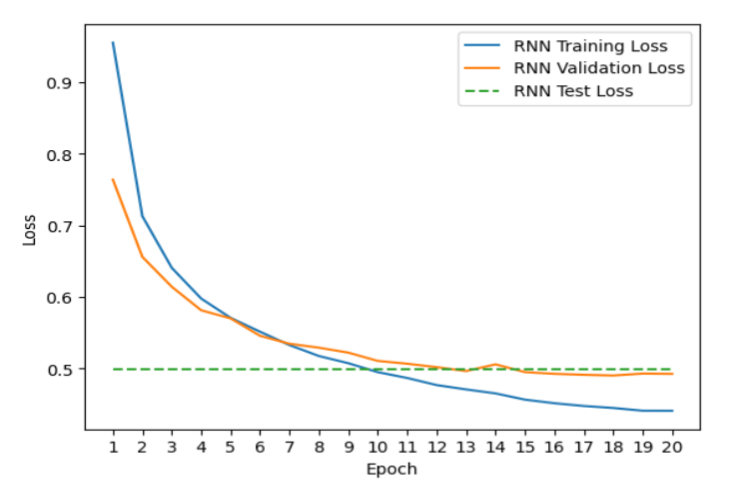 RNN Training Loss
RNN Validation Loss
RNN Test Loss
0.9
0.8
0.7
0.6
0.5
Loss
1 2 3 4 5 6 7 8 9 10 11 12 13 14 15 16 17 18 19 20
Epoch